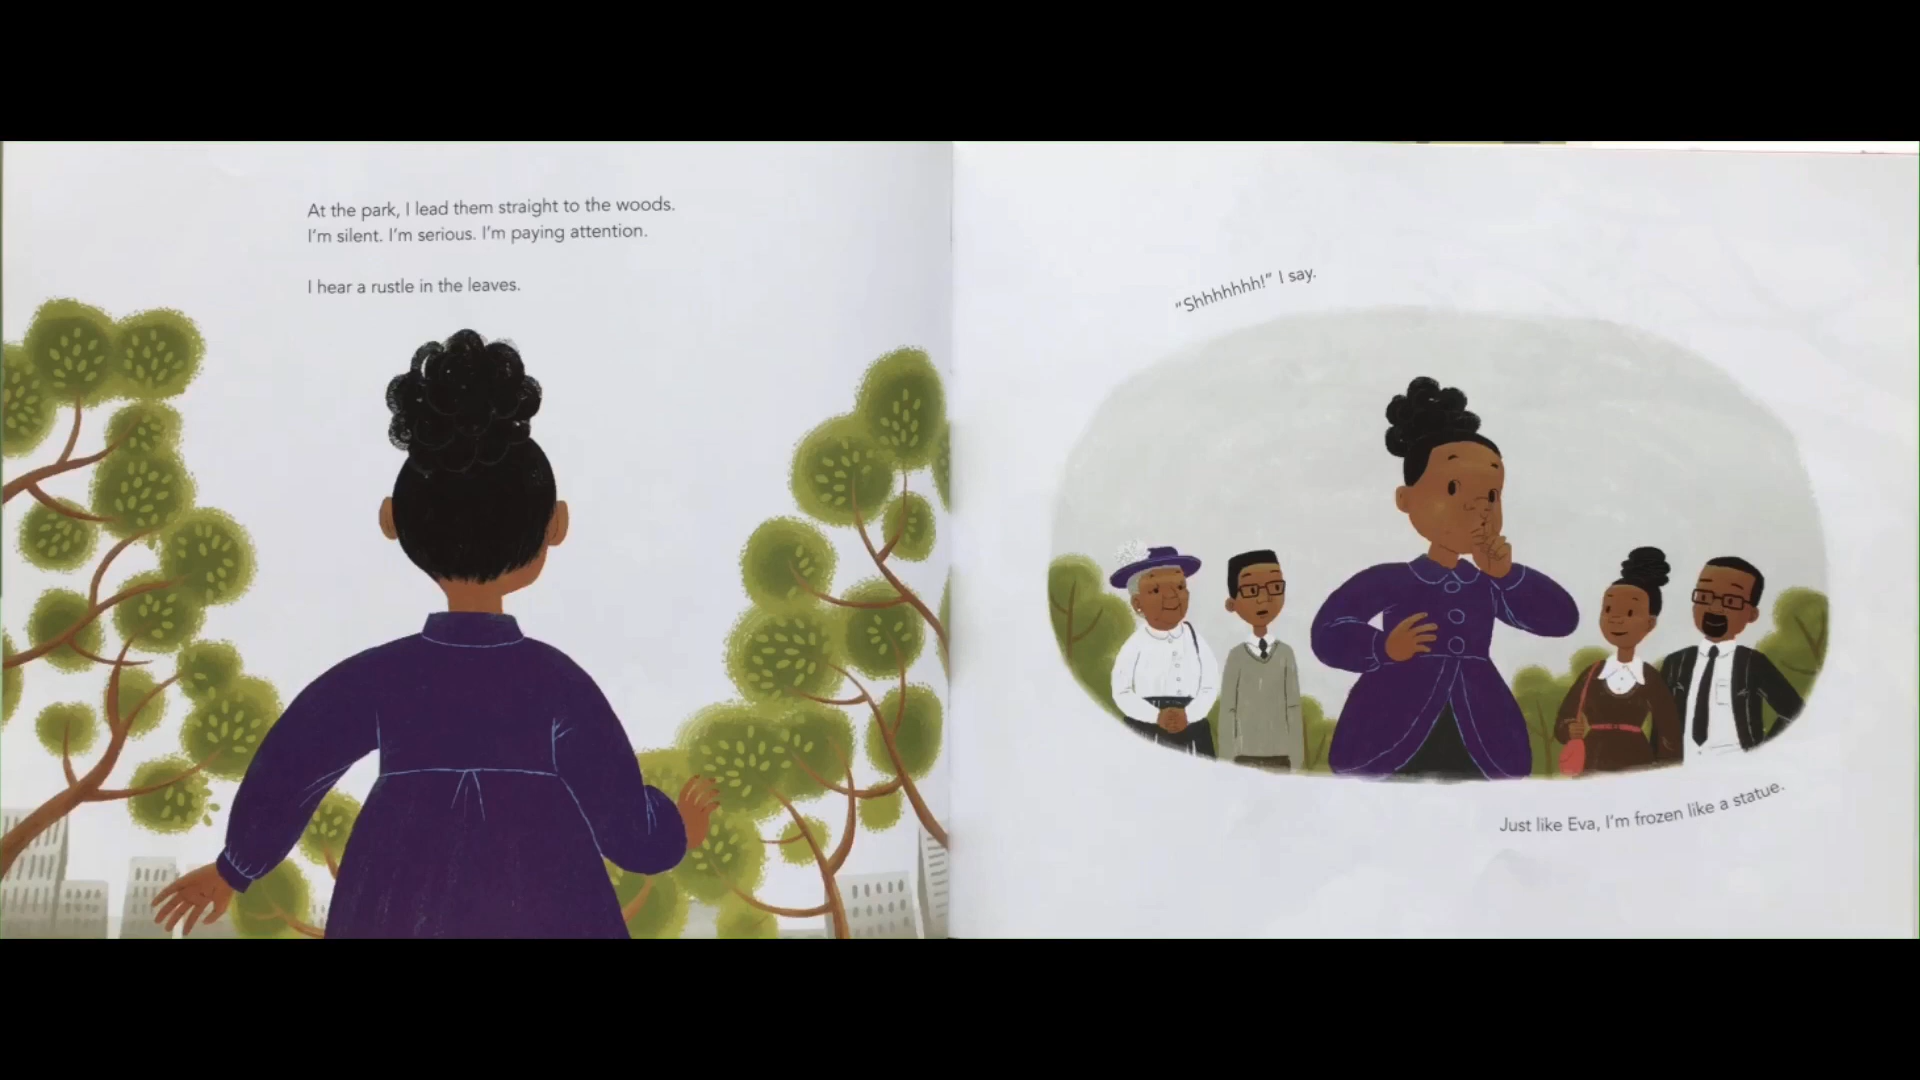 At the park, I lead them straight to the woods.
I'm silent. I'm serious. I'm paying attention.
I hear a rustle in the leaves.
"Shhhhhhh!" I say.
Just like Eva, I'm frozen like a statue.